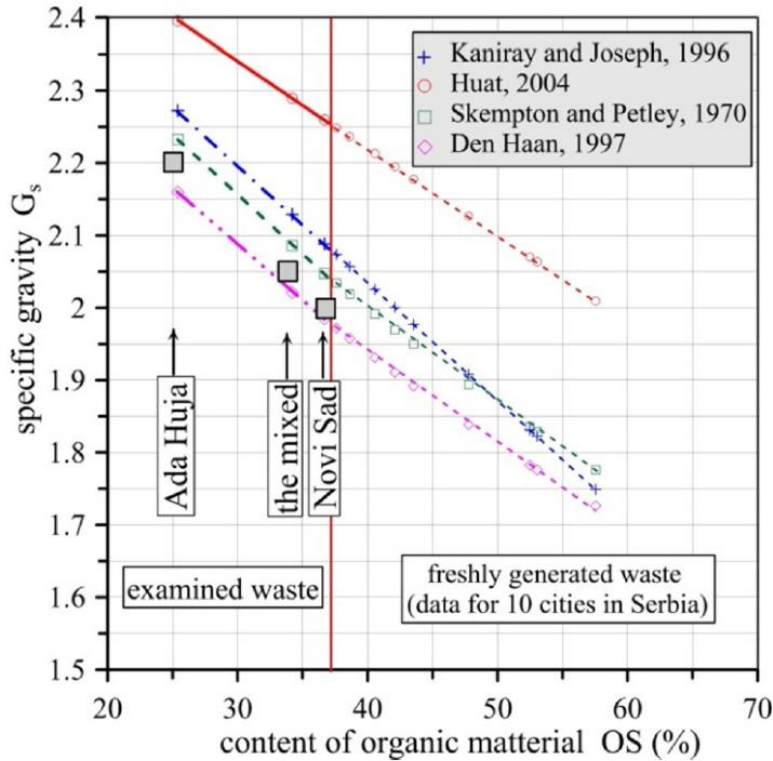 2.4
2.3
2.2
2.1
2
1.9
1.8
1.7
1.6
1.5
specific gravity Gs
Kaniray and Joseph, 1996
Huat, 2004
Skempton and Petley, 1970
Den Haan, 1997
Ada Huja
the mixed
Novi Sad
examined waste
freshly generated waste
(data for 10 cities in Serbia)
20 30 40 50 60 70
content of organic matterial OS (%)